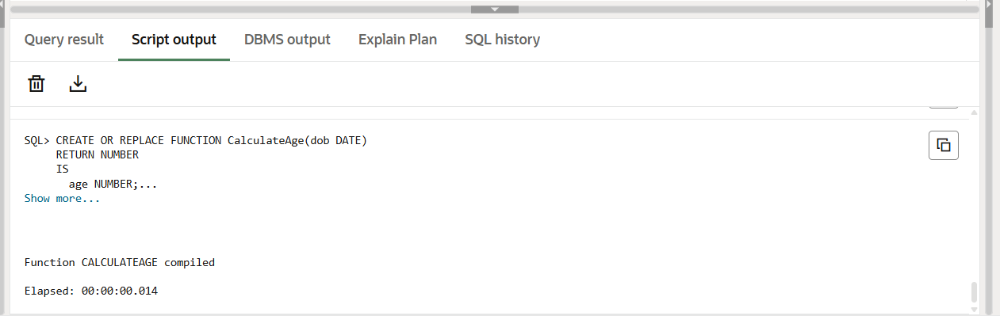 Query result Script output DBMS output Explain Plan SQL history
SQL> CREATE OR REPLACE FUNCTION CalculateAge(dob DATE)
RETURN NUMBER
IS
age NUMBER;...
Show more...
Function CALCULATEAGE compiled
Elapsed: 00:00:00.014